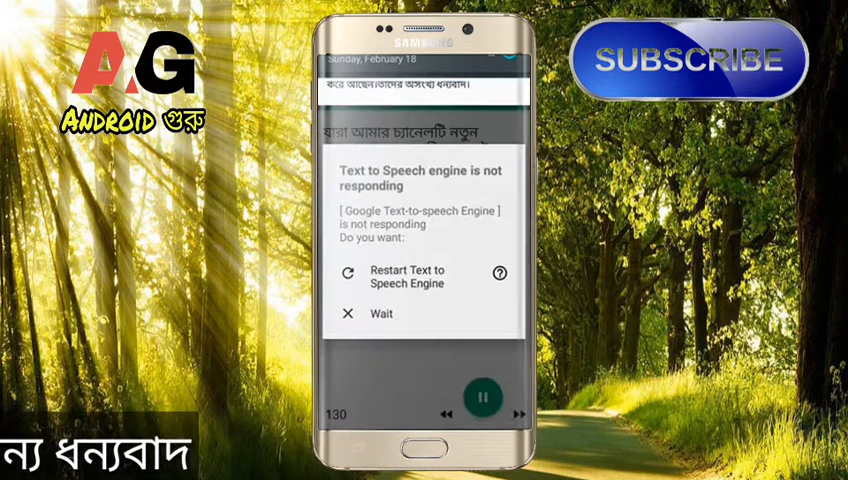 AG
ANDROID গুরু
SUBSCRIBE
SAMSUNG
Sunday, February 18
করে আছেন।তাদের অসংখ্য ধন্যবাদ।
যারা আমার চ্যানেলটি নতুন
Text to Speech engine is not
responding
[ Google Text-to-speech Engine ]
is not responding
Do you want:
Restart Text to
Speech Engine
?
Wait
130
ন্য ধন্যবাদ